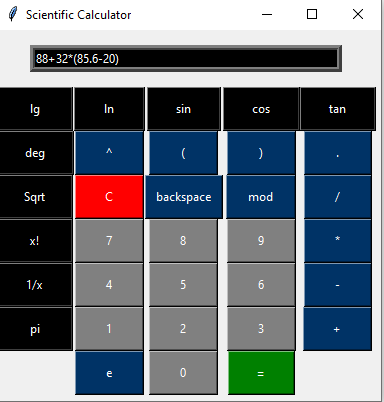 Scientific Calculator
88+32*(85.6-20)
lg ln sin cos tan
deg ^ ( ) .
Sqrt C backspace mod /
x! 7 8 9 *
1/x 4 5 6 -
pi 1 2 3 +
e 0 =